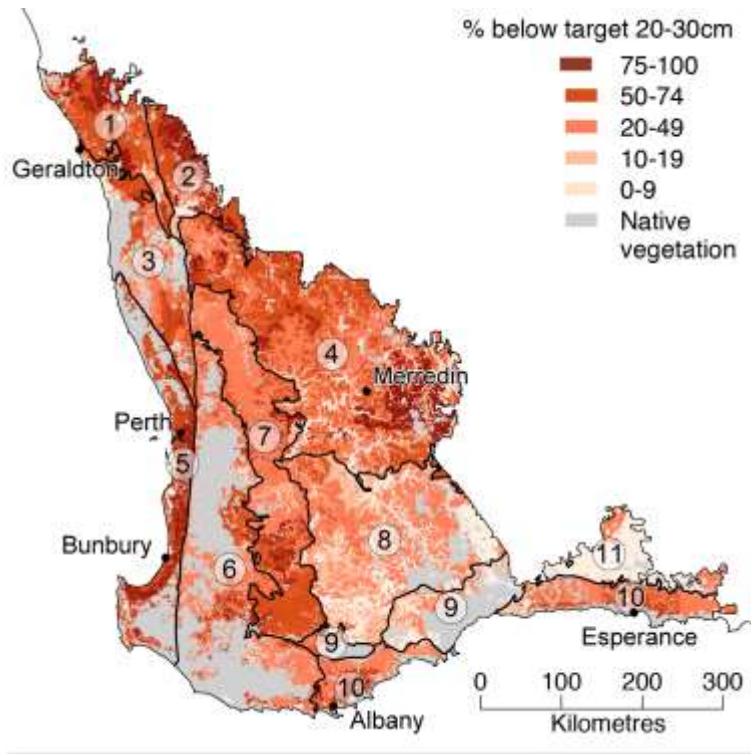 % below target 20-30cm
75-100
50-74
20-49
10-19
0-9
Native
vegetation
1
Geraldton
2
3
4
Merredin
Perth
7
5
8
Bunbury
6
11
9
10
9
Esperance
10
Albany
0 100 200 300
Kilometres